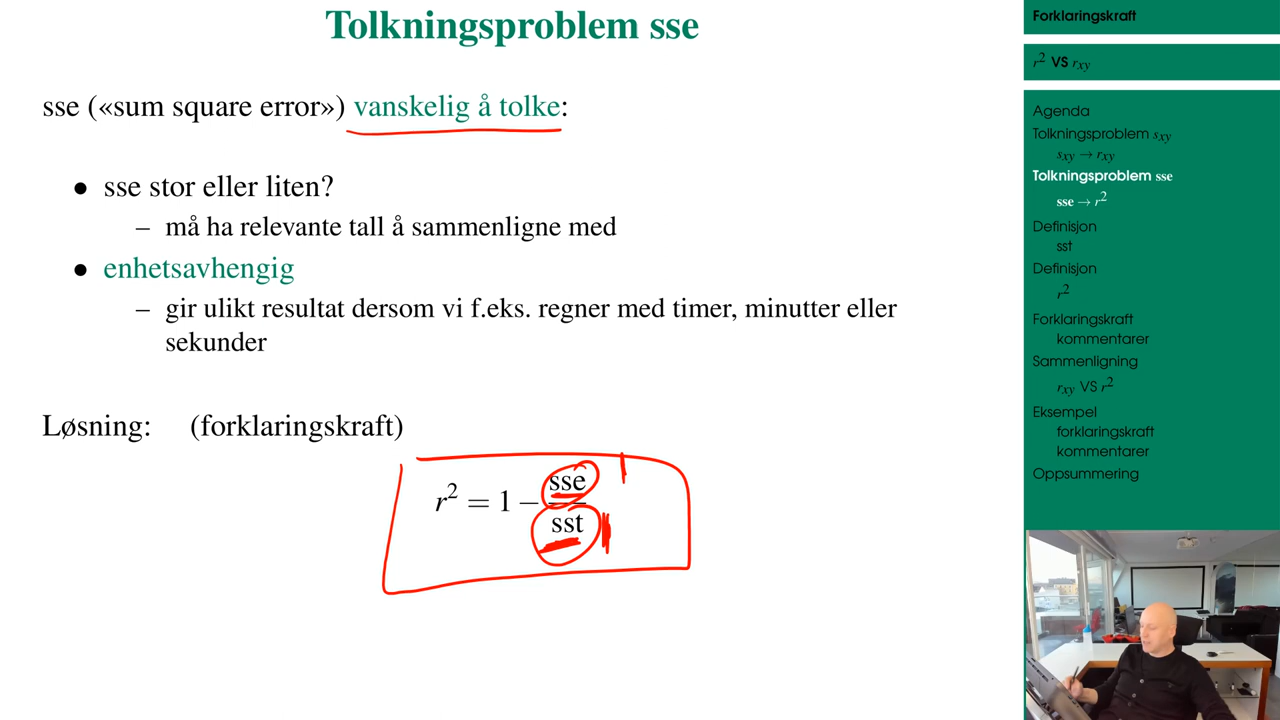 Tolkningsproblem sse
sse («sum square error») vanskelig å tolke:
• sse stor eller liten?
– må ha relevante tall å sammenligne med
• enhetsavhengig
– gir ulikt resultat dersom vi f.eks. regner med timer, minutter eller
sekunder
Løsning: (forklaringskraft)
r² = 1 − sse/sst
Forklaringskraft
r² VS rxy
Agenda
Tolkningsproblem sxy
sxy → rxy
Tolkningsproblem sse
sse → r²
Definisjon
sst
Definisjon
r²
Forklaringskraft
kommentarer
Sammenligning
rxy VS r²
Eksempel
forklaringskraft
kommentarer
Oppsummering